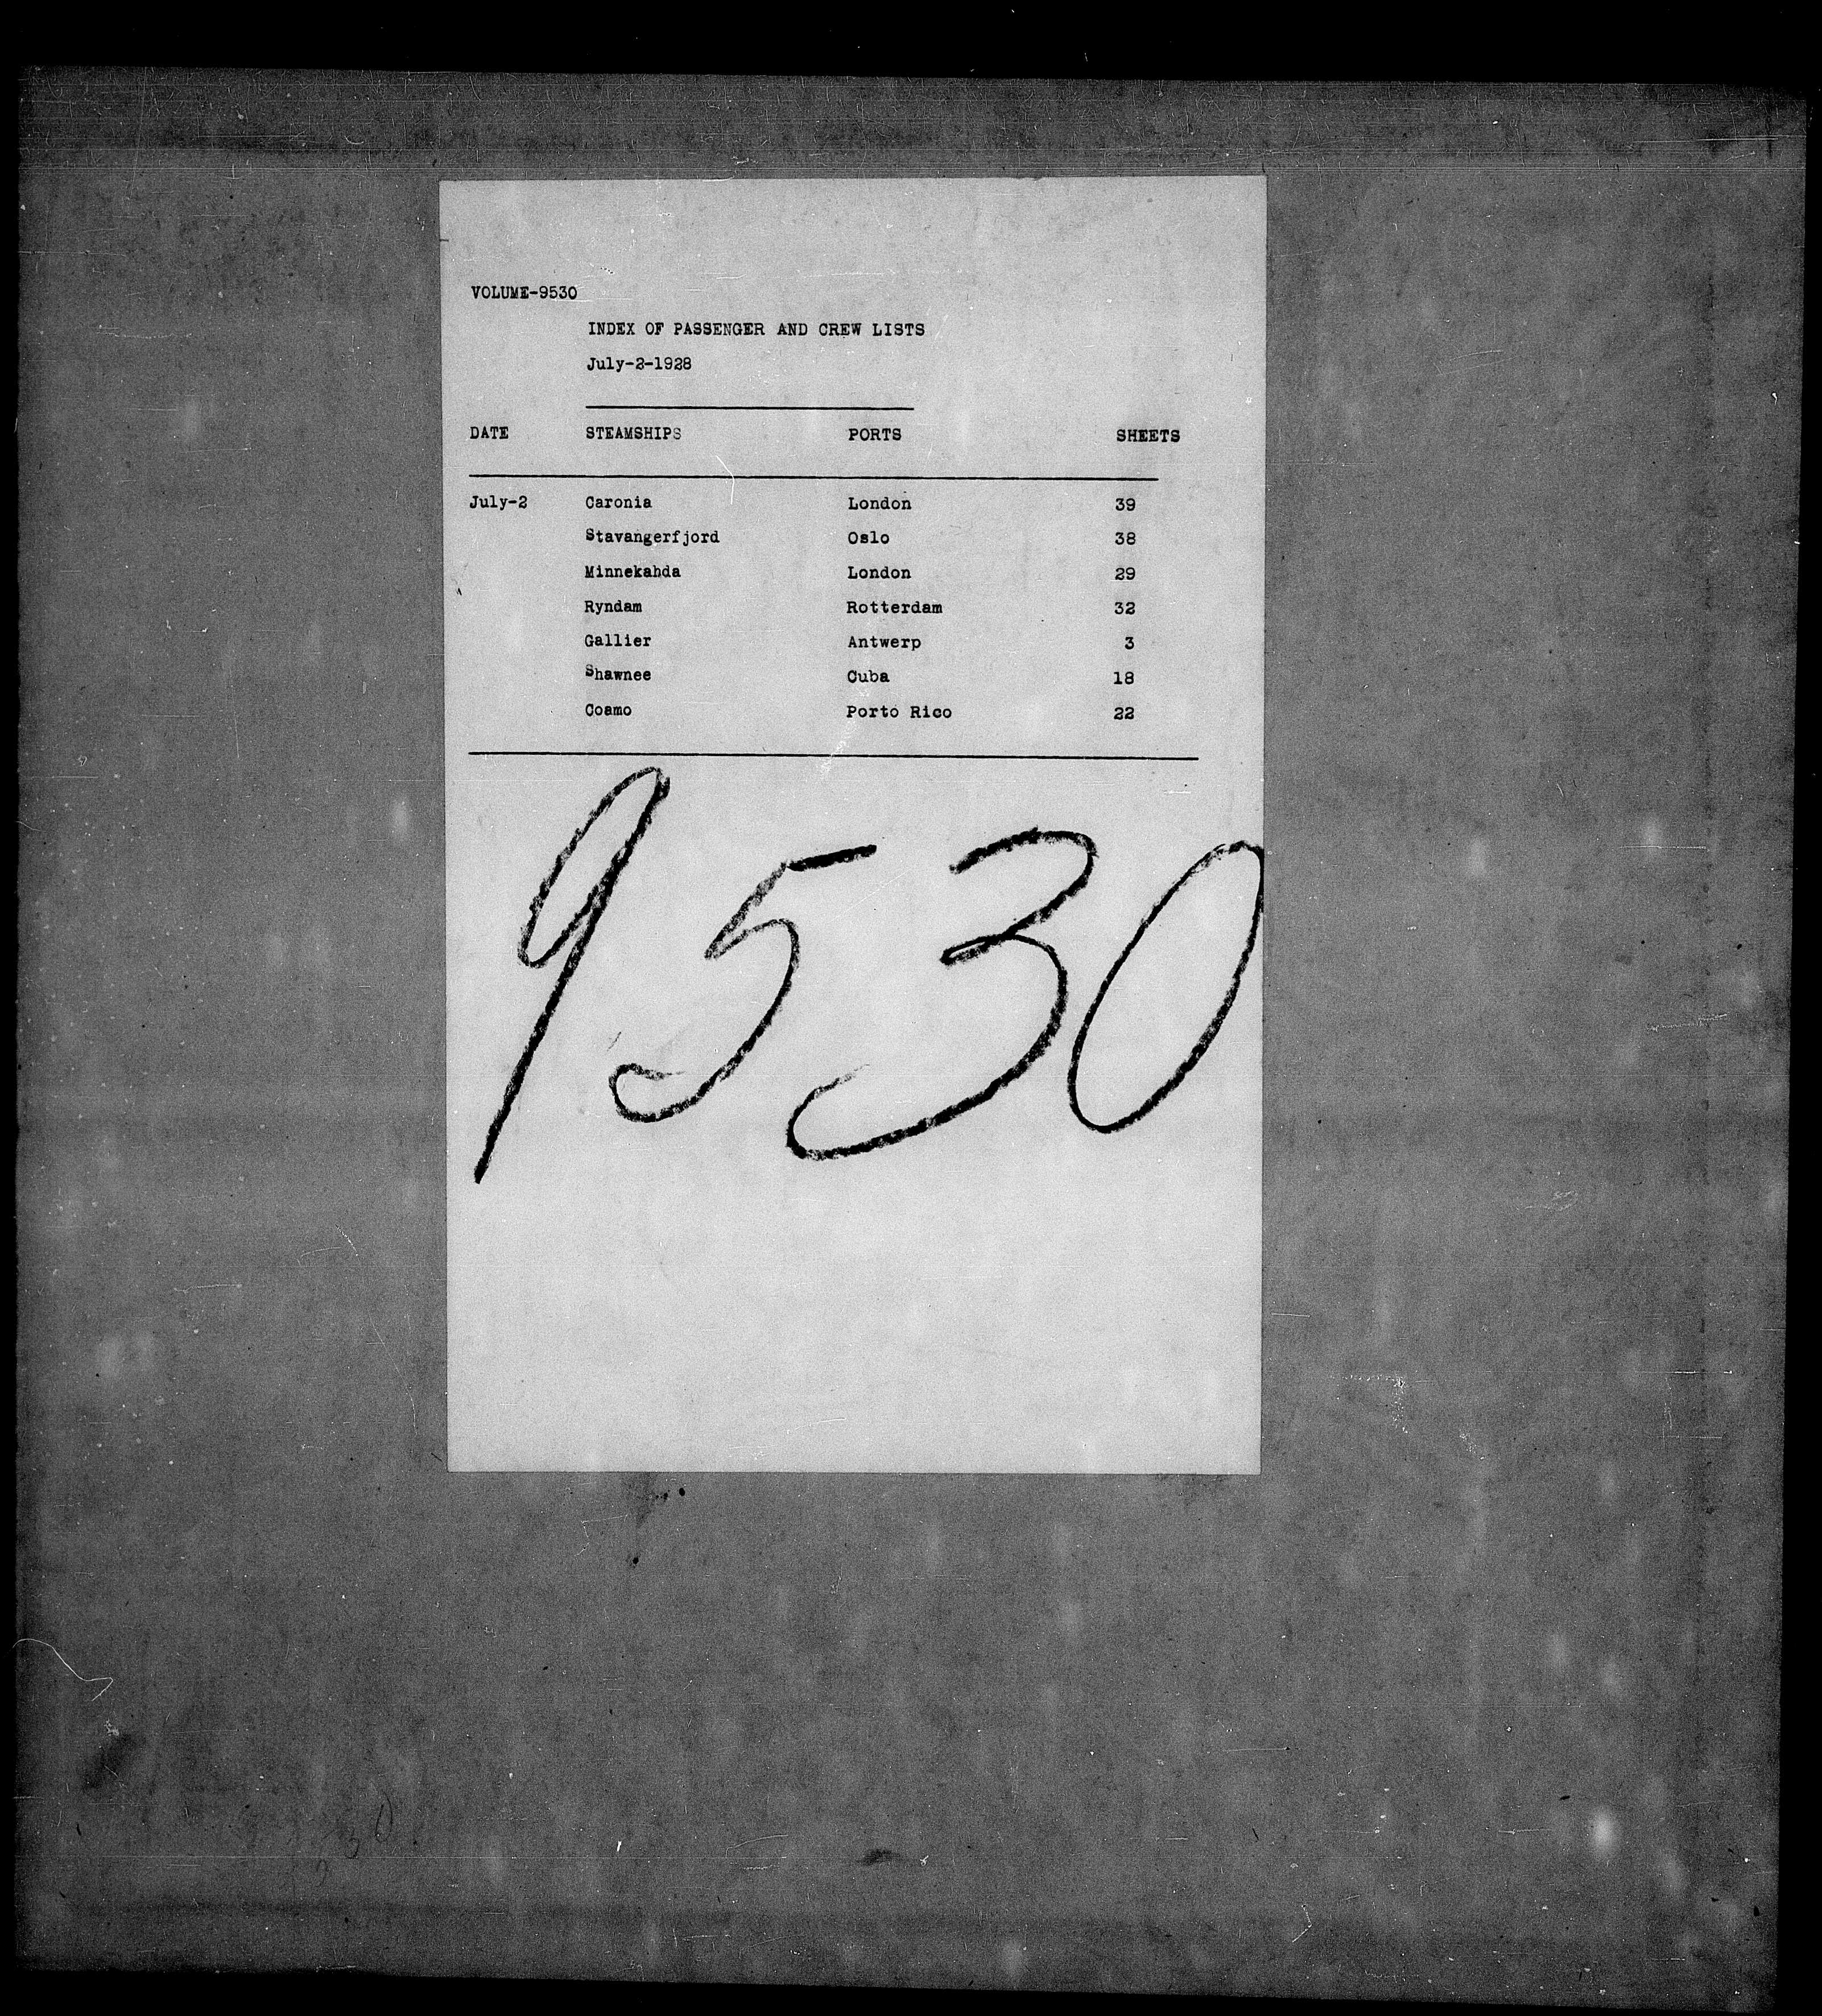 VOLUME-9530
INDEX OF PASSENGER AND CREW LISTS
July-2-1928
DATE STEAMSHIPS PORTS SHEETS
July-2 Caronia London 39
Stavangerfjord Oslo 38
Minnekahda London 29
Ryndam Rotterdam 32
Gallier Antwerp 3
Shawnee Cuba 18
Coamo Porto Rico 22
9530